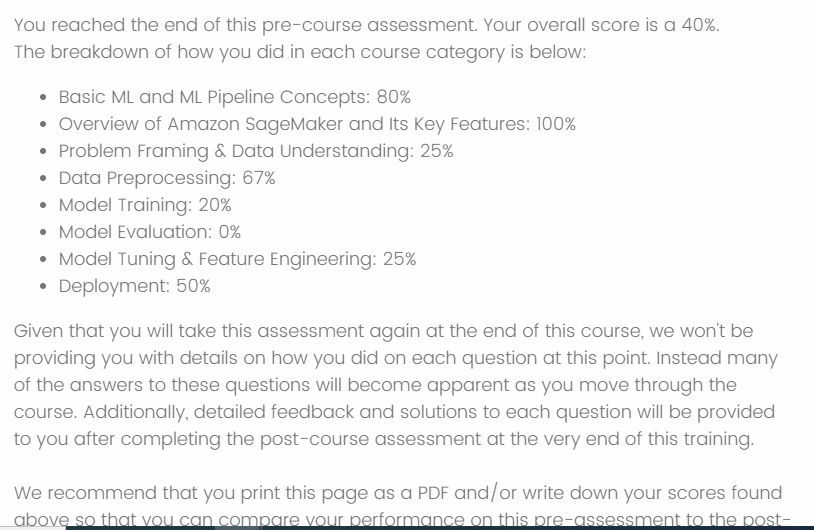 You reached the end of this pre-course assessment. Your overall score is a 40%.
The breakdown of how you did in each course category is below:
• Basic ML and ML Pipeline Concepts: 80%
• Overview of Amazon SageMaker and Its Key Features: 100%
• Problem Framing & Data Understanding: 25%
• Data Preprocessing: 67%
• Model Training: 20%
• Model Evaluation: 0%
• Model Tuning & Feature Engineering: 25%
• Deployment: 50%
Given that you will take this assessment again at the end of this course, we won't be
providing you with details on how you did on each question at this point. Instead many
of the answers to these questions will become apparent as you move through the
course. Additionally, detailed feedback and solutions to each question will be provided
to you after completing the post-course assessment at the very end of this training.
We recommend that you print this page as a PDF and/or write down your scores found
above so that you can compare your performance on this pre-assessment to the post-